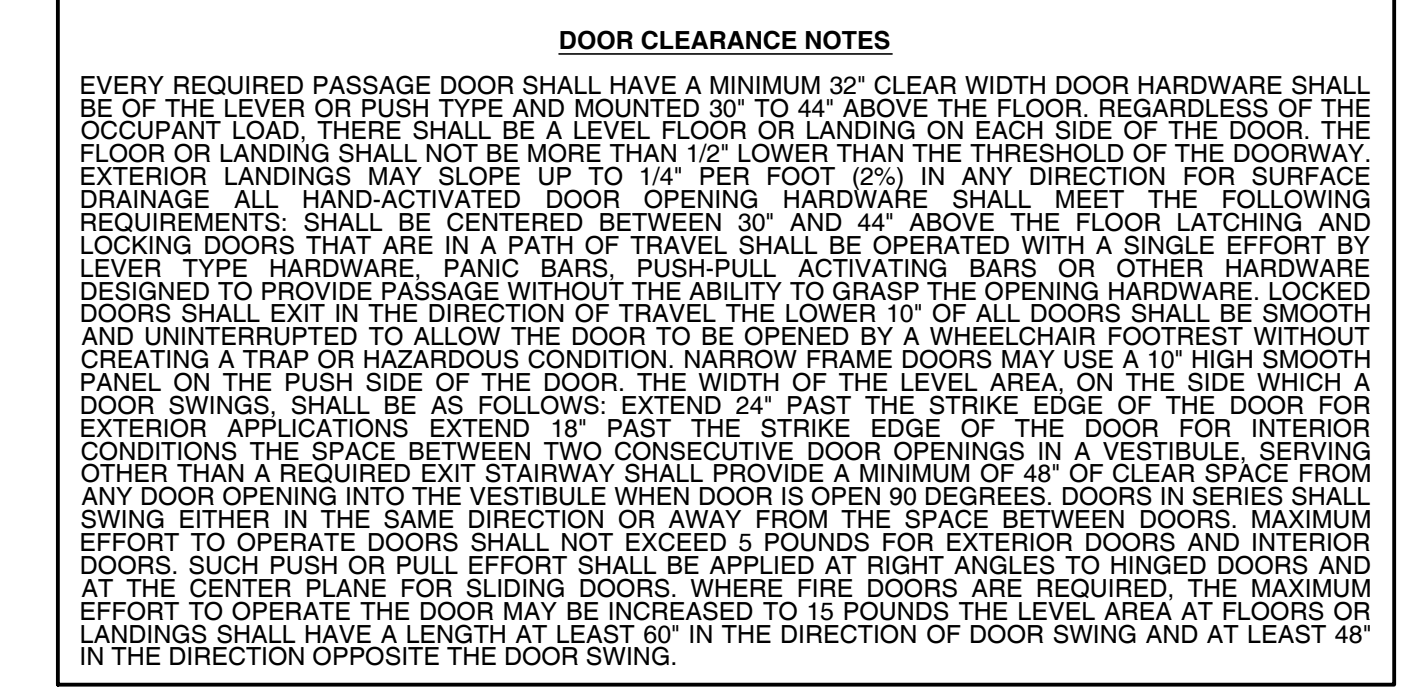 DOOR CLEARANCE NOTES
EVERY REQUIRED PASSAGE DOOR SHALL HAVE A MINIMUM 32" CLEAR WIDTH DOOR HARDWARE SHALL
BE OF THE LEVER OR PUSH TYPE AND MOUNTED 30" TO 44" ABOVE THE FLOOR. REGARDLESS OF THE
OCCUPANT LOAD, THERE SHALL BE A LEVEL FLOOR OR LANDING ON EACH SIDE OF THE DOOR. THE
FLOOR OR LANDING SHALL NOT BE MORE THAN 1/2" LOWER THAN THE THRESHOLD OF THE DOORWAY.
EXTERIOR LANDINGS MAY SLOPE UP TO 1/4" PER FOOT (2%) IN ANY DIRECTION FOR SURFACE
DRAINAGE ALL HAND-ACTIVATED DOOR OPENING HARDWARE SHALL MEET THE FOLLOWING
REQUIREMENTS: SHALL BE CENTERED BETWEEN 30" AND 44" ABOVE THE FLOOR LATCHING AND
LOCKING DOORS THAT ARE IN A PATH OF TRAVEL SHALL BE OPERATED WITH A SINGLE EFFORT BY
LEVER TYPE HARDWARE, PANIC BARS, PUSH-PULL ACTIVATING BARS OR OTHER HARDWARE
DESIGNED TO PROVIDE PASSAGE WITHOUT THE ABILITY TO GRASP THE OPENING HARDWARE. LOCKED
DOORS SHALL EXIT IN THE DIRECTION OF TRAVEL THE LOWER 10" OF ALL DOORS SHALL BE SMOOTH
AND UNINTERRUPTED TO ALLOW THE DOOR TO BE OPENED BY A WHEELCHAIR FOOTREST WITHOUT
CREATING A TRAP OR HAZARDOUS CONDITION. NARROW FRAME DOORS MAY USE A 10" HIGH SMOOTH
PANEL ON THE PUSH SIDE OF THE DOOR. THE WIDTH OF THE LEVEL AREA, ON THE SIDE WHICH A
DOOR SWINGS, SHALL BE AS FOLLOWS: EXTEND 24" PAST THE STRIKE EDGE OF THE DOOR FOR
EXTERIOR APPLICATIONS EXTEND 18" PAST THE STRIKE EDGE OF THE DOOR FOR INTERIOR
CONDITIONS THE SPACE BETWEEN TWO CONSECUTIVE DOOR OPENINGS IN A VESTIBULE, SERVING
OTHER THAN A REQUIRED EXIT STAIRWAY SHALL PROVIDE A MINIMUM OF 48" OF CLEAR SPACE FROM
ANY DOOR OPENING INTO THE VESTIBULE WHEN DOOR IS OPEN 90 DEGREES. DOORS IN SERIES SHALL
SWING EITHER IN THE SAME DIRECTION OR AWAY FROM THE SPACE BETWEEN DOORS. MAXIMUM
EFFORT TO OPERATE DOORS SHALL NOT EXCEED 5 POUNDS FOR EXTERIOR DOORS AND INTERIOR
DOORS. SUCH PUSH OR PULL EFFORT SHALL BE APPLIED AT RIGHT ANGLES TO HINGED DOORS AND
AT THE CENTER PLANE FOR SLIDING DOORS. WHERE FIRE DOORS ARE REQUIRED, THE MAXIMUM
EFFORT TO OPERATE THE DOOR MAY BE INCREASED TO 15 POUNDS THE LEVEL AREA AT FLOORS OR
LANDINGS SHALL HAVE A LENGTH AT LEAST 60" IN THE DIRECTION OF DOOR SWING AND AT LEAST 48"
IN THE DIRECTION OPPOSITE THE DOOR SWING.